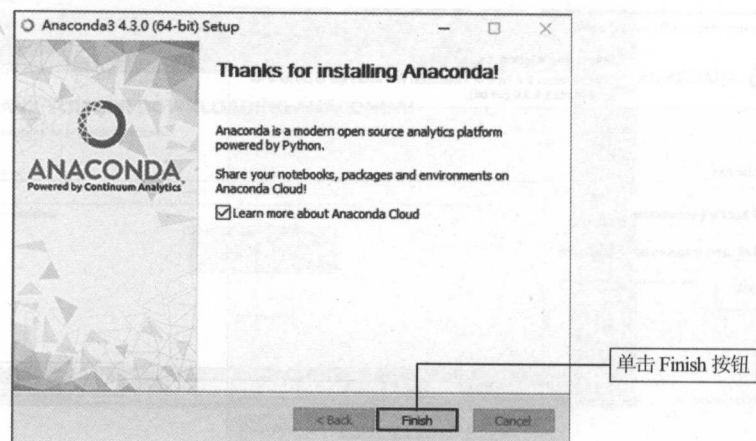 Anaconda3 4.3.0 (64-bit) Setup
Thanks for installing Anaconda!
Anaconda is a modern open source analytics platform
powered by Python.
Share your notebooks, packages and environments on
Anaconda Cloud!
Learn more about Anaconda Cloud
ANACONDA
Powered by Continuum Analytics
单击 Finish 按钮
< Back
Finish
Cancel